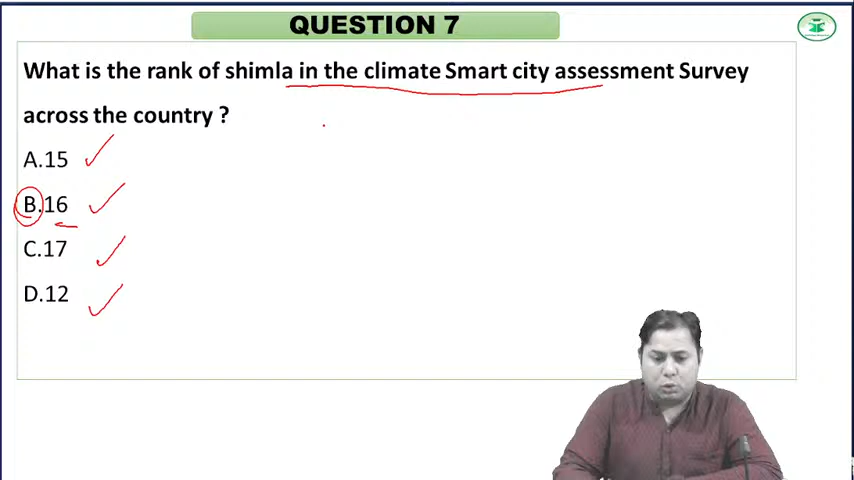 QUESTION 7
What is the rank of shimla in the climate Smart city assessment Survey
across the country ?
A.15
B.16
C.17
D.12